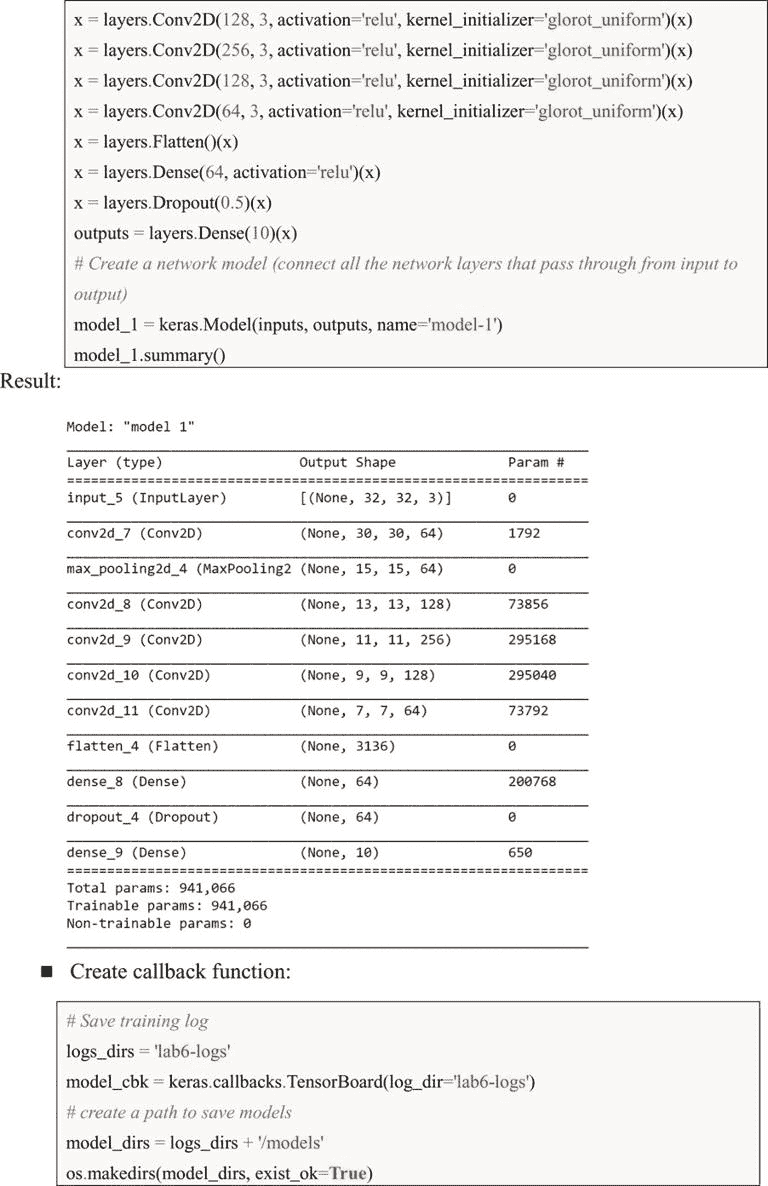 x = layers.Conv2D(128, 3, activation='relu', kernel_initializer='glorot_uniform')(x)
x = layers.Conv2D(256, 3, activation='relu', kernel_initializer='glorot_uniform')(x)
x = layers.Conv2D(128, 3, activation='relu', kernel_initializer='glorot_uniform')(x)
x = layers.Conv2D(64, 3, activation='relu', kernel_initializer='glorot_uniform')(x)
x = layers.Flatten()(x)
x = layers.Dense(64, activation='relu')(x)
x = layers.Dropout(0.5)(x)
outputs = layers.Dense(10)(x)
# Create a network model (connect all the network layers that pass through from input to
output)
model_1 = keras.Model(inputs, outputs, name='model-1')
model_1.summary()
Result:
Model: "model 1"
Layer (type) Output Shape Param #
=================================================================
input_5 (InputLayer) [(None, 32, 32, 3)] 0
conv2d_7 (Conv2D) (None, 30, 30, 64) 1792
max_pooling2d_4 (MaxPooling2 (None, 15, 15, 64) 0
conv2d_8 (Conv2D) (None, 13, 13, 128) 73856
conv2d_9 (Conv2D) (None, 11, 11, 256) 295168
conv2d_10 (Conv2D) (None, 9, 9, 128) 295040
conv2d_11 (Conv2D) (None, 7, 7, 64) 73792
flatten_4 (Flatten) (None, 3136) 0
dense_8 (Dense) (None, 64) 200768
dropout_4 (Dropout) (None, 64) 0
dense_9 (Dense) (None, 10) 650
=================================================================
Total params: 941,066
Trainable params: 941,066
Non-trainable params: 0
■ Create callback function:
# Save training log
logs_dirs = 'lab6-logs'
model_cbk = keras.callbacks.TensorBoard(log_dir='lab6-logs')
# create a path to save models
model_dirs = logs_dirs + '/models'
os.makedirs(model_dirs, exist_ok=True)